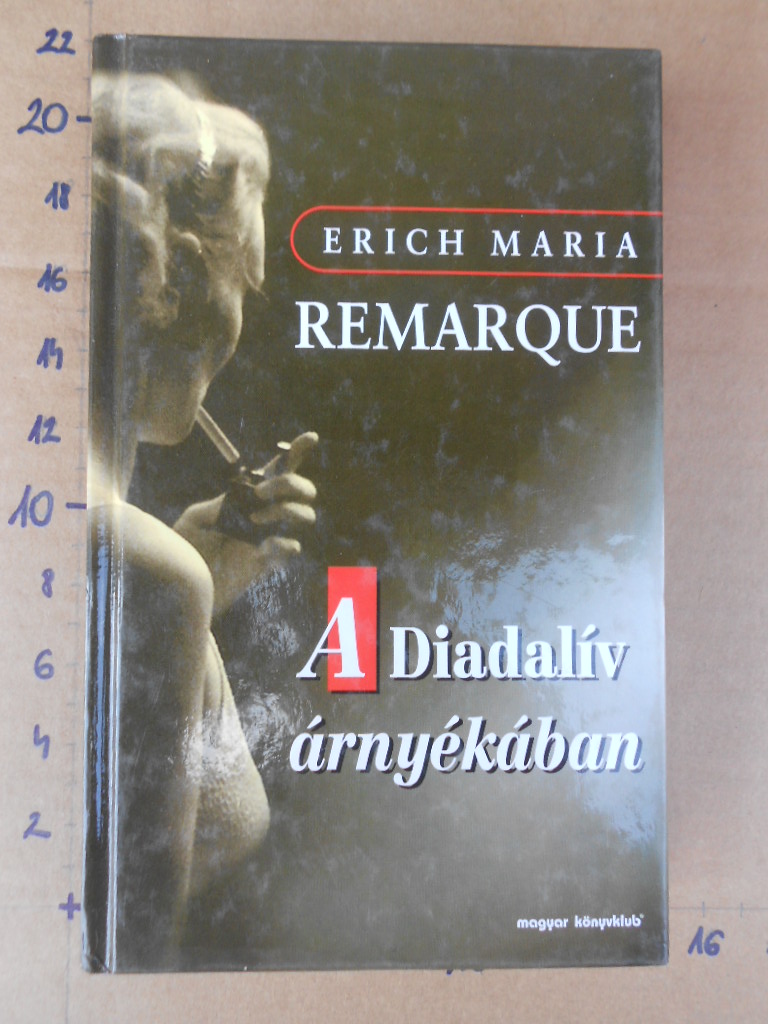 22
20
18
16
14
12
10
8
6
4
2
ERICH MARIA
REMARQUE
A Diadalív
árnyékában
magyar könyvklub
16